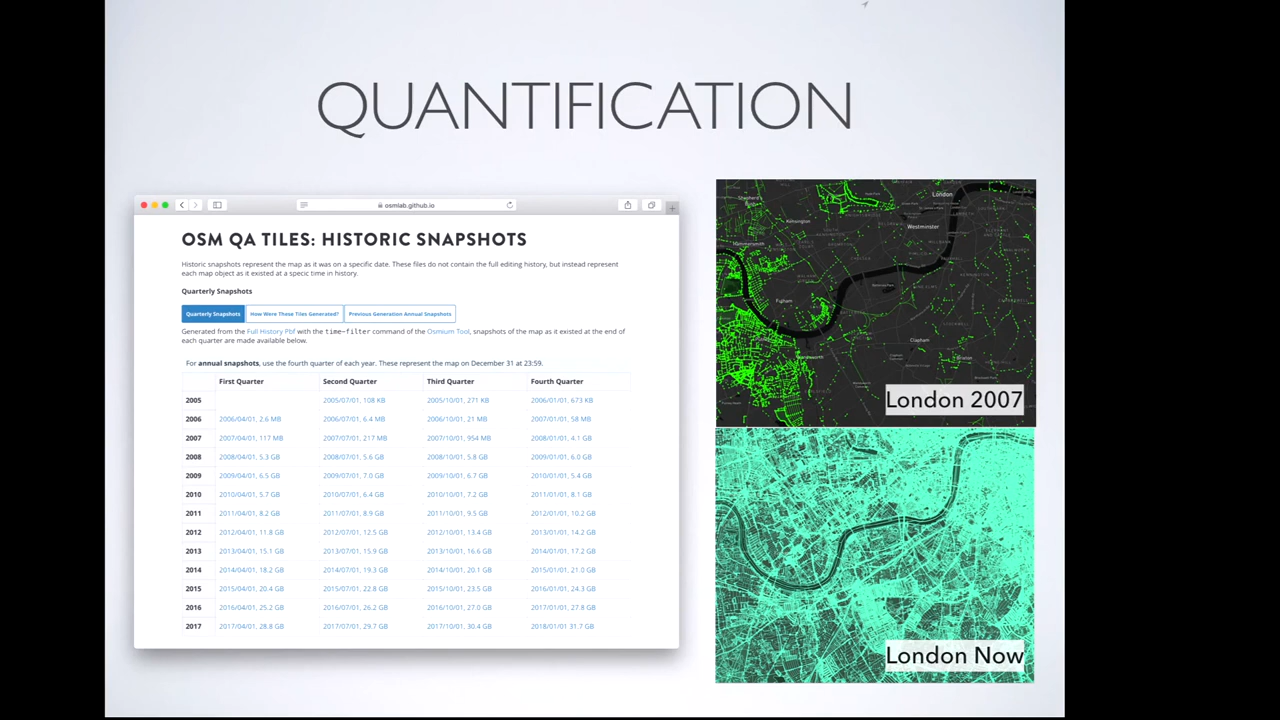 QUANTIFICATION
osmlab.github.io
OSM QA TILES: HISTORIC SNAPSHOTS
Historic snapshots represent the map as it was on a specific date. These files do not contain the full editing history, but instead represent
each map object as it existed at a specic time in history.
Quarterly Snapshots
Quarterly Snapshots How Were These Tiles Generated? Previous Generation Annual Snapshots
Generated from the Full History Pbf with the time-filter command of the Osmium Tool, snapshots of the map as it existed at the end of
each quarter are made available below.
For annual snapshots, use the fourth quarter of each year. These represent the map on December 31 at 23:59.
First Quarter Second Quarter Third Quarter Fourth Quarter
2005 2005/07/01, 108 KB 2005/10/01, 271 KB 2006/01/01, 673 KB
2006 2006/04/01, 2.6 MB 2006/07/01, 6.4 MB 2006/10/01, 21 MB 2007/01/01, 58 MB
2007 2007/04/01, 117 MB 2007/07/01, 217 MB 2007/10/01, 954 MB 2008/01/01, 4.1 GB
2008 2008/04/01, 5.3 GB 2008/07/01, 5.6 GB 2008/10/01, 5.8 GB 2009/01/01, 6.0 GB
2009 2009/04/01, 6.5 GB 2009/07/01, 7.0 GB 2009/10/01, 6.7 GB 2010/01/01, 5.4 GB
2010 2010/04/01, 5.7 GB 2010/07/01, 6.4 GB 2010/10/01, 7.2 GB 2011/01/01, 8.1 GB
2011 2011/04/01, 8.2 GB 2011/07/01, 8.9 GB 2011/10/01, 9.5 GB 2012/01/01, 10.2 GB
2012 2012/04/01, 11.8 GB 2012/07/01, 12.5 GB 2012/10/01, 13.4 GB 2013/01/01, 14.2 GB
2013 2013/04/01, 15.1 GB 2013/07/01, 15.9 GB 2013/10/01, 16.6 GB 2014/01/01, 17.2 GB
2014 2014/04/01, 18.2 GB 2014/07/01, 19.3 GB 2014/10/01, 20.1 GB 2015/01/01, 21.0 GB
2015 2015/04/01, 20.4 GB 2015/07/01, 22.8 GB 2015/10/01, 23.5 GB 2016/01/01, 24.3 GB
2016 2016/04/01, 25.2 GB 2016/07/01, 26.2 GB 2016/10/01, 27.0 GB 2017/01/01, 27.8 GB
2017 2017/04/01, 28.8 GB 2017/07/01, 29.7 GB 2017/10/01, 30.4 GB 2018/01/01 31.7 GB
London
Kensington
Westminster
Fulham
Clapham
Brixton
London 2007
London Now